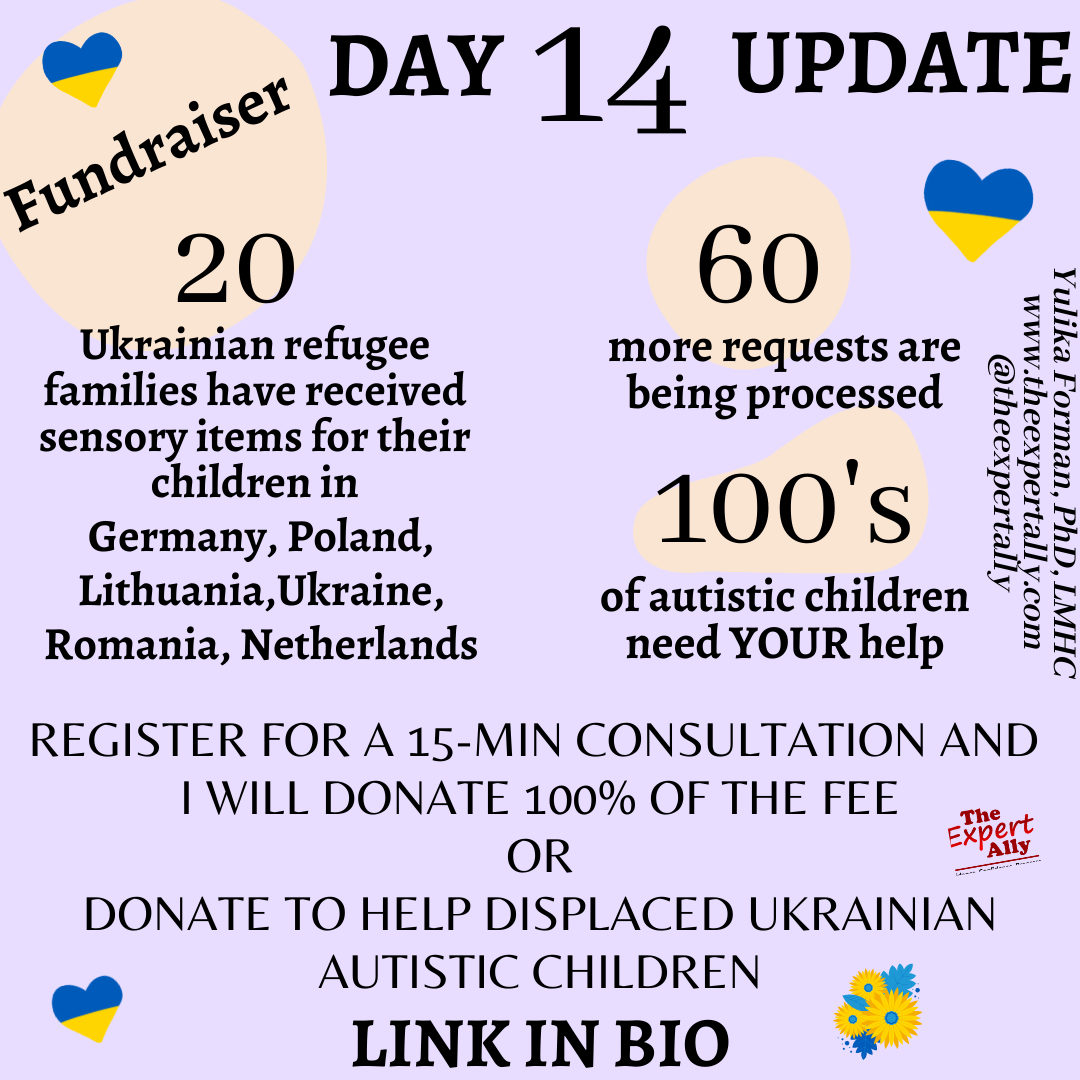 Fundraiser
DAY 14 UPDATE
20
Ukrainian refugee
families have received
sensory items for their
children in
Germany, Poland,
Lithuania,Ukraine,
Romania, Netherlands
60
more requests are
being processed
100's
of autistic children
need YOUR help
Yulika Forman, PhD, LMHC
www.theexpertally.com
@theexpertally
REGISTER FOR A 15-MIN CONSULTATION AND
I WILL DONATE 100% OF THE FEE
OR
DONATE TO HELP DISPLACED UKRAINIAN
AUTISTIC CHILDREN
LINK IN BIO
The
Expert
Ally